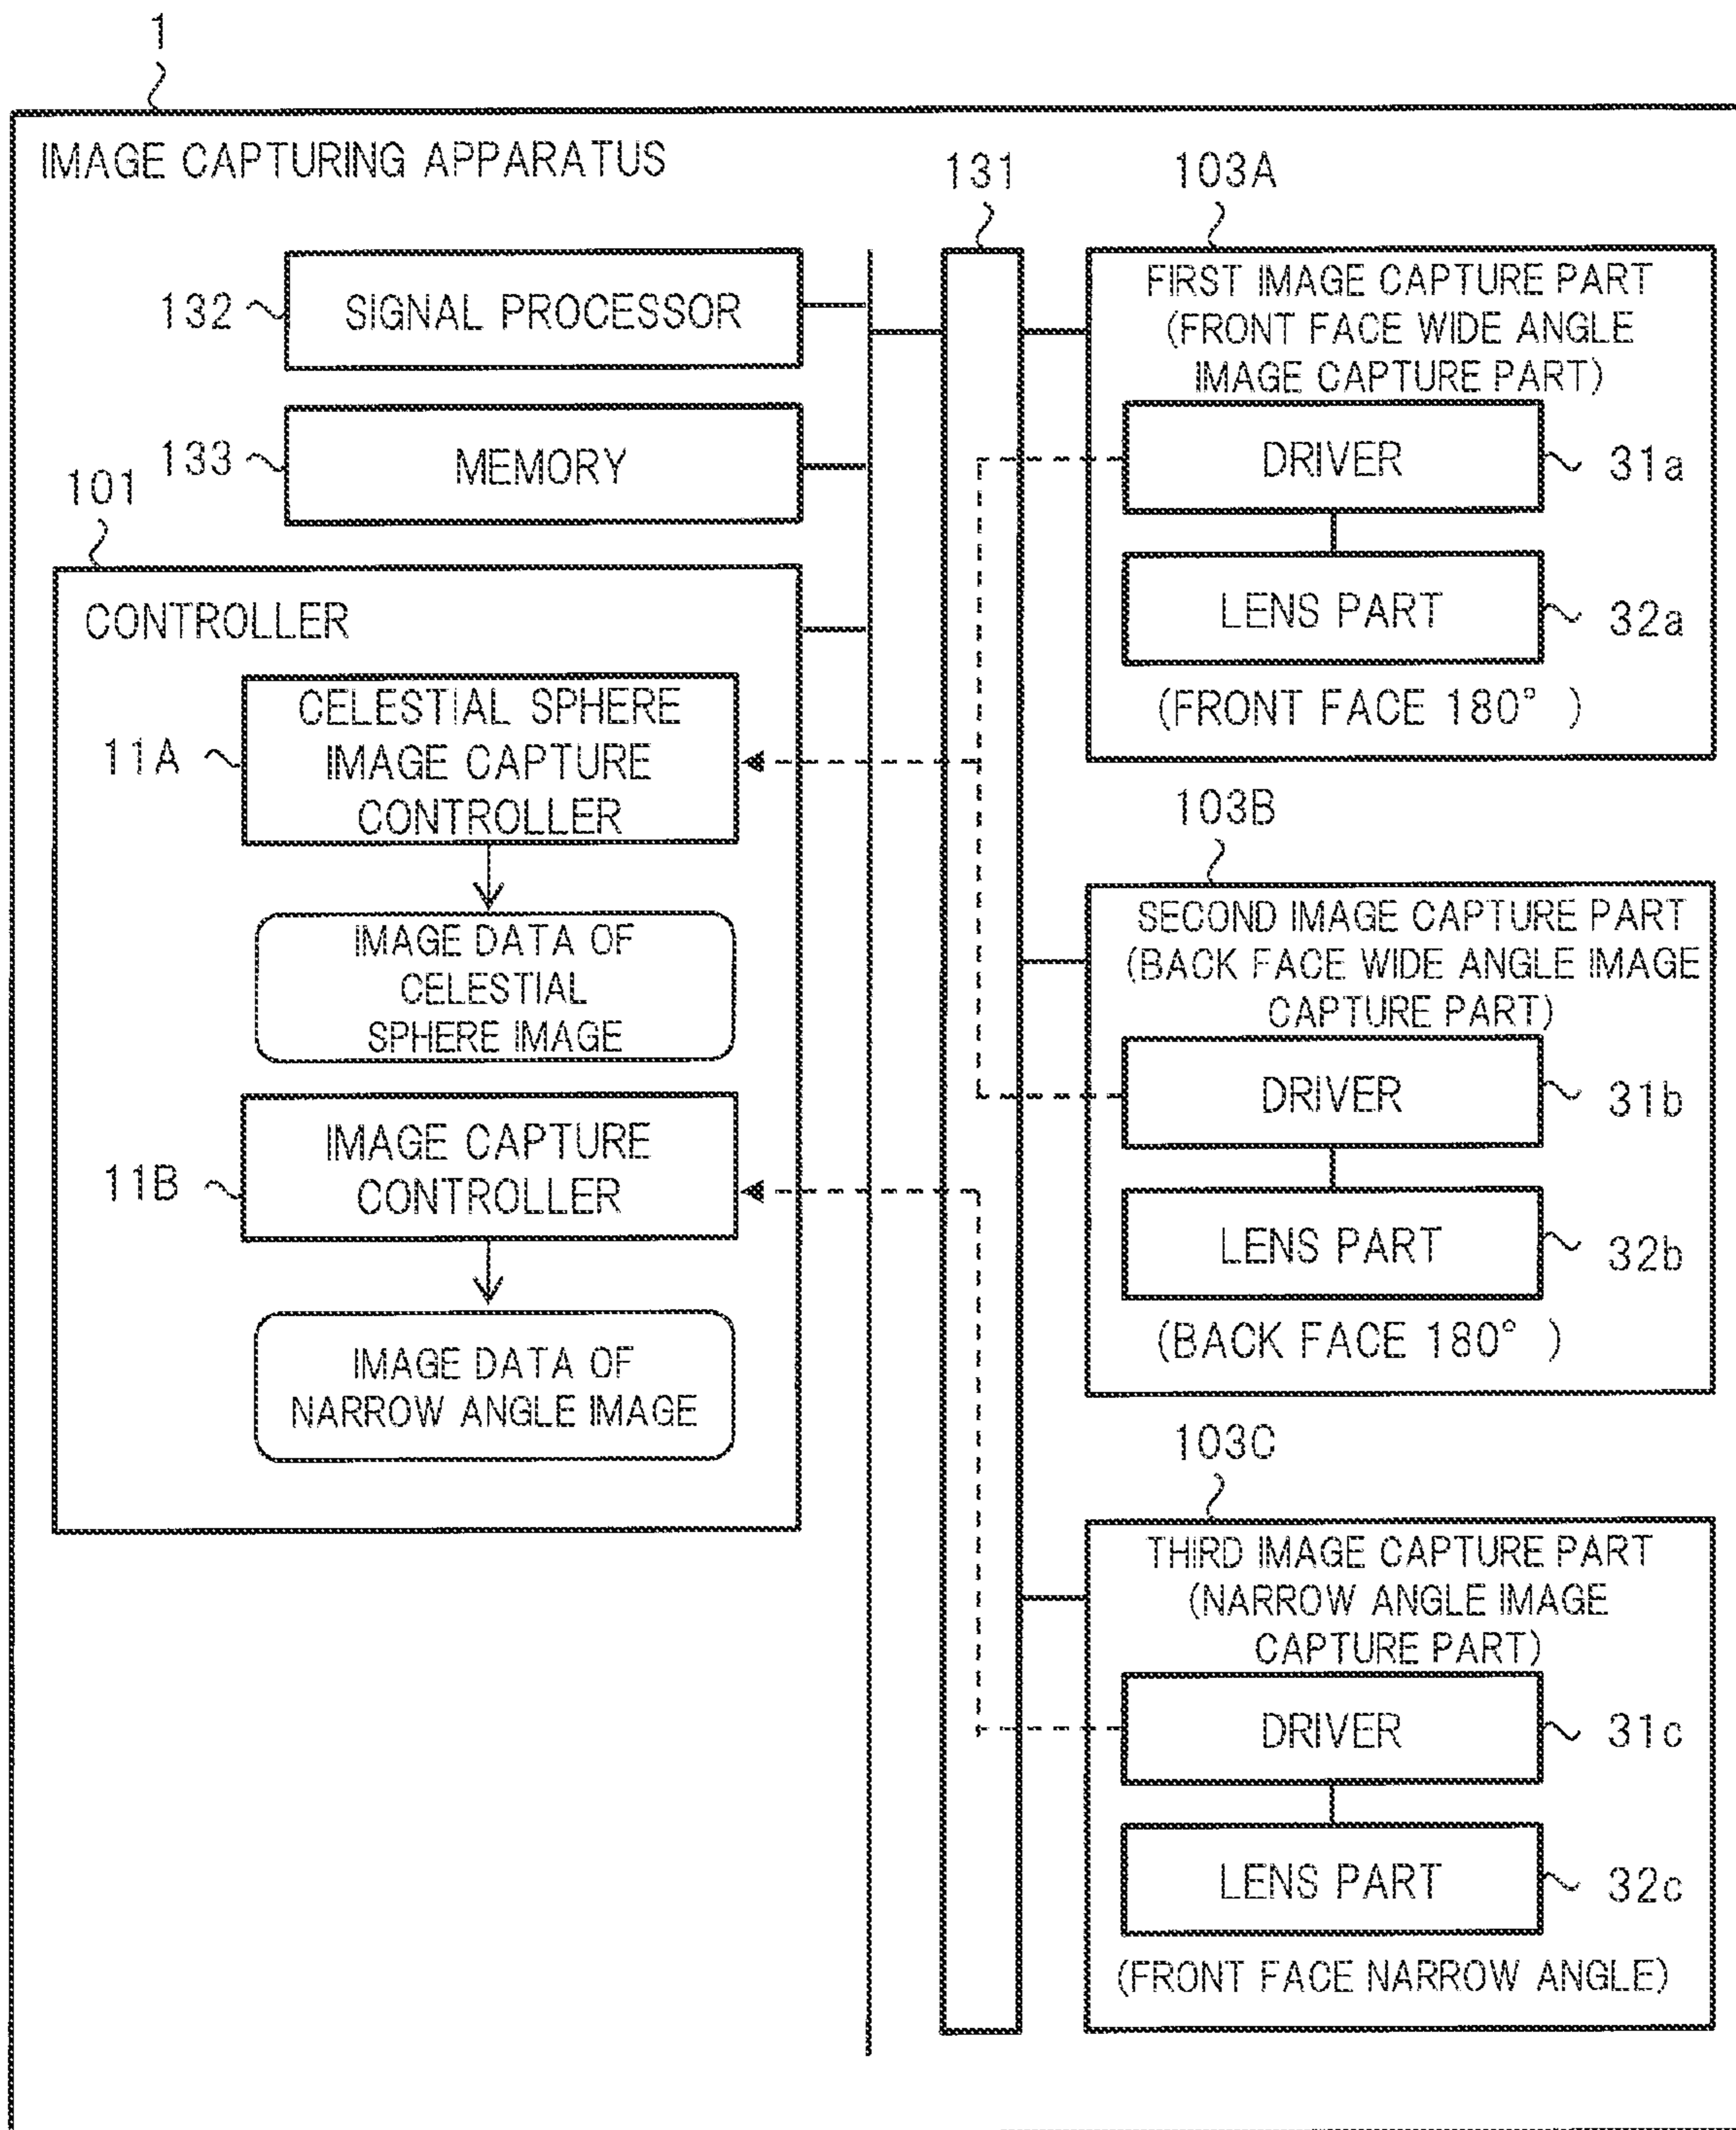 1
IMAGE CAPTURING APPARATUS
131
103A
132
SIGNAL PROCESSOR
133
MEMORY
101
CONTROLLER
11A
CELESTIAL SPHERE
IMAGE CAPTURE
CONTROLLER
IMAGE DATA OF
CELESTIAL
SPHERE IMAGE
11B
IMAGE CAPTURE
CONTROLLER
IMAGE DATA OF
NARROW ANGLE IMAGE
FIRST IMAGE CAPTURE PART
(FRONT FACE WIDE ANGLE
IMAGE CAPTURE PART)
DRIVER
31a
LENS PART
32a
(FRONT FACE 180° )
103B
SECOND IMAGE CAPTURE PART
(BACK FACE WIDE ANGLE IMAGE
CAPTURE PART)
DRIVER
31b
LENS PART
32b
(BACK FACE 180° )
103C
THIRD IMAGE CAPTURE PART
(NARROW ANGLE IMAGE
CAPTURE PART)
DRIVER
31c
LENS PART
32c
(FRONT FACE NARROW ANGLE)